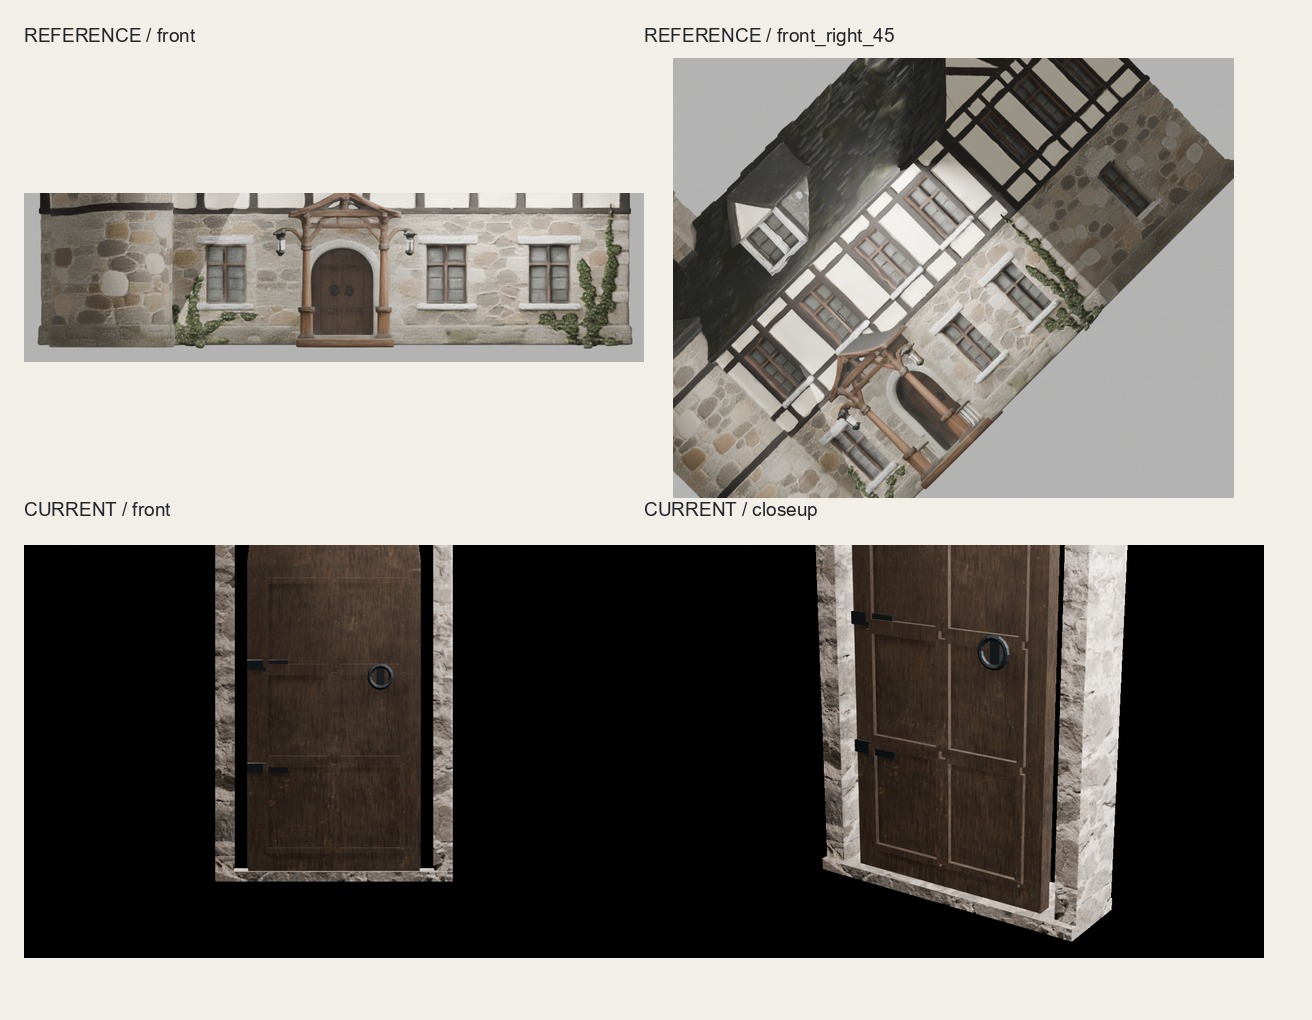 REFERENCE / front
REFERENCE / front_right_45
CURRENT / front
CURRENT / closeup